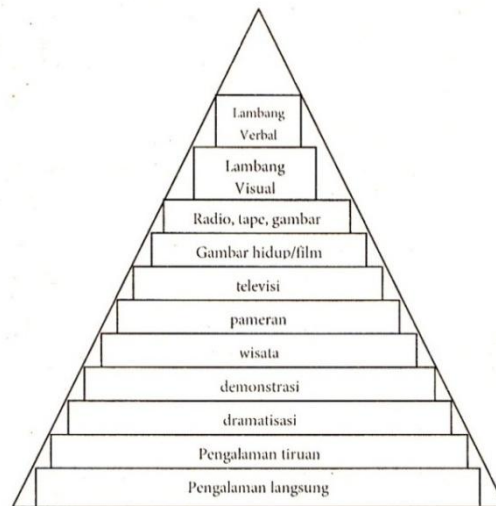 Lambang
Verbal
Lambang
Visual
Radio, tape, gambar
Gambar hidup/film
televisi
pameran
wisata
demonstrasi
dramatisasi
Pengalaman tiruan
Pengalaman langsung